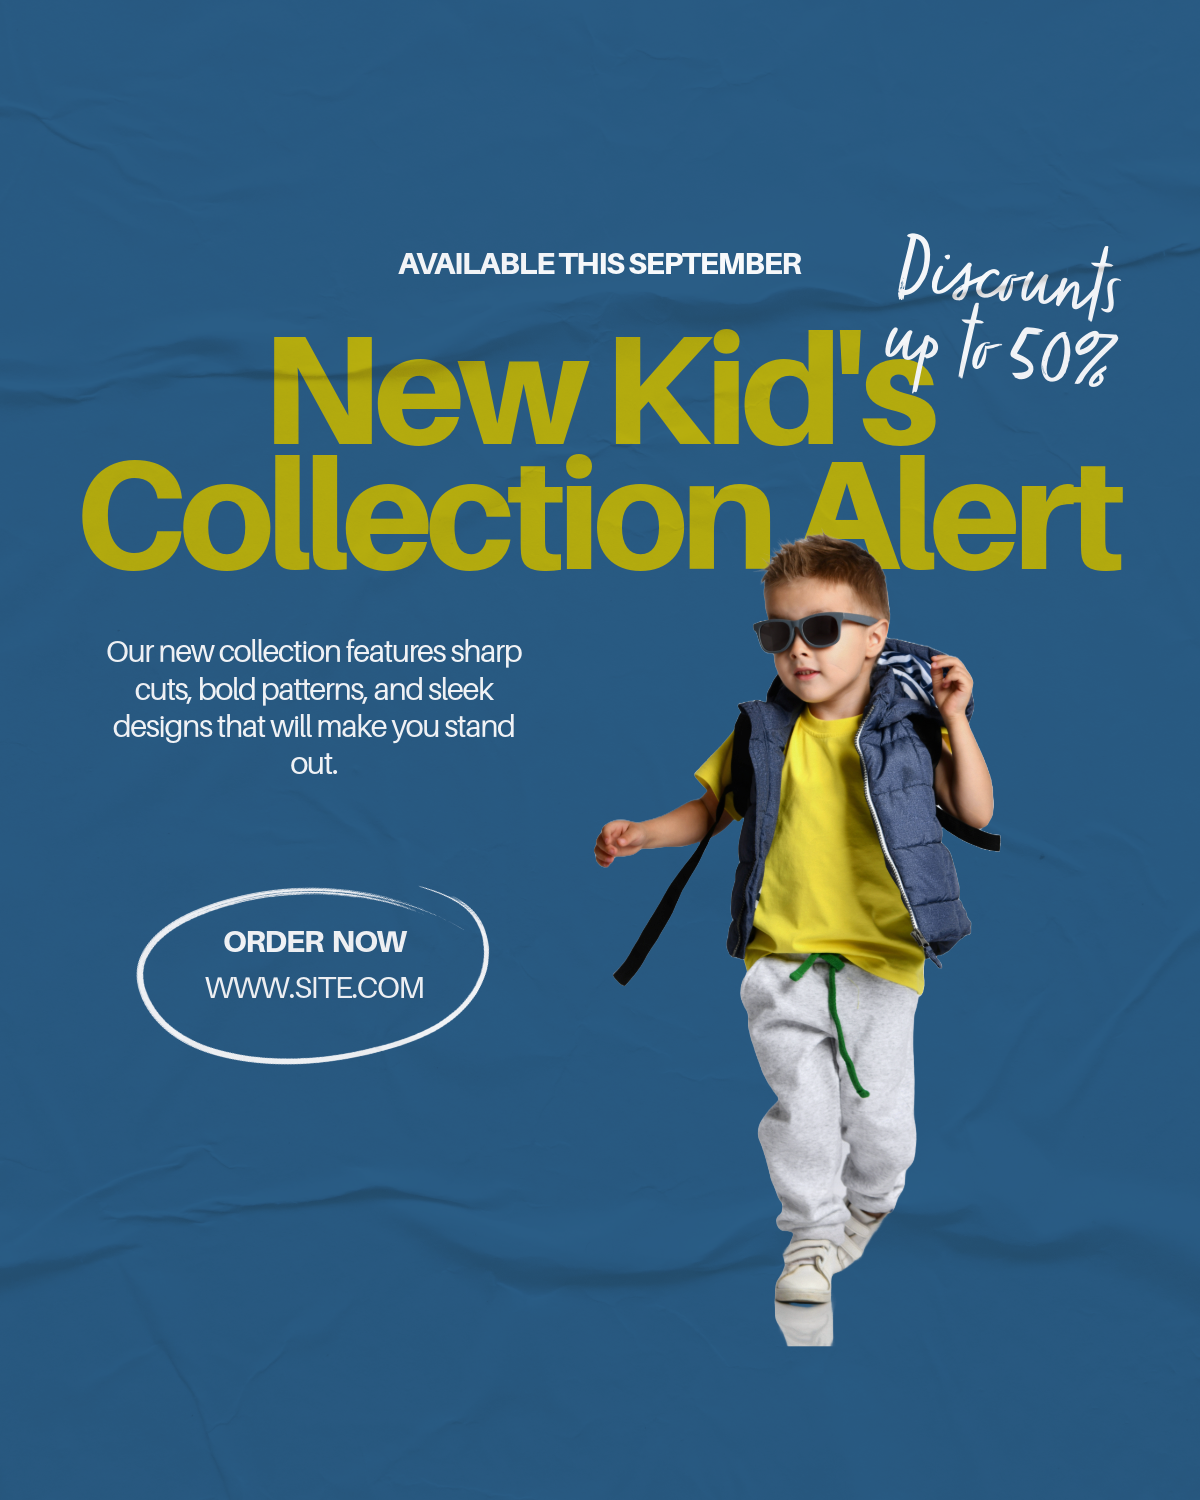 AVAILABLE THIS SEPTEMBER
Discounts
up to 50%
New Kid's
Collection Alert
Our new collection features sharp
cuts, bold patterns, and sleek
designs that will make you stand
out.
ORDER NOW
WWW.SITE.COM